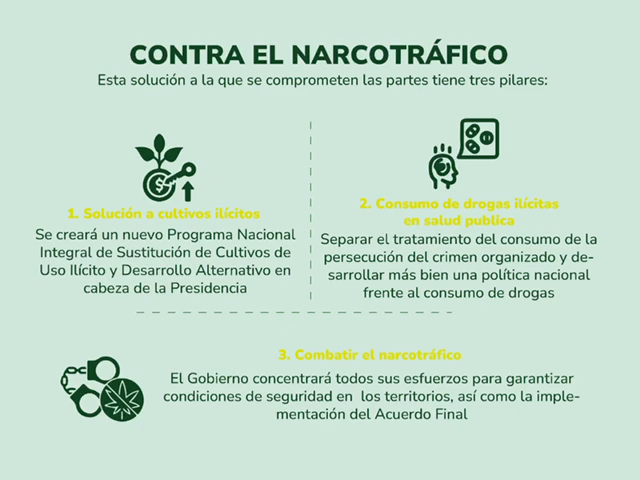 CONTRA EL NARCOTRÁFICO
Esta solución a la que se comprometen las partes tiene tres pilares:
1. Solución a cultivos ilícitos
Se creará un nuevo Programa Nacional
Integral de Sustitución de Cultivos de
Uso Ilícito y Desarrollo Alternativo en
cabeza de la Presidencia
2. Consumo de drogas ilícitas
en salud publica
Separar el tratamiento del consumo de la
persecución del crimen organizado y de-
sarrollar más bien una política nacional
frente al consumo de drogas
3. Combatir el narcotráfico
El Gobierno concentrará todos sus esfuerzos para garantizar
condiciones de seguridad en los territorios, así como la imple-
mentación del Acuerdo Final